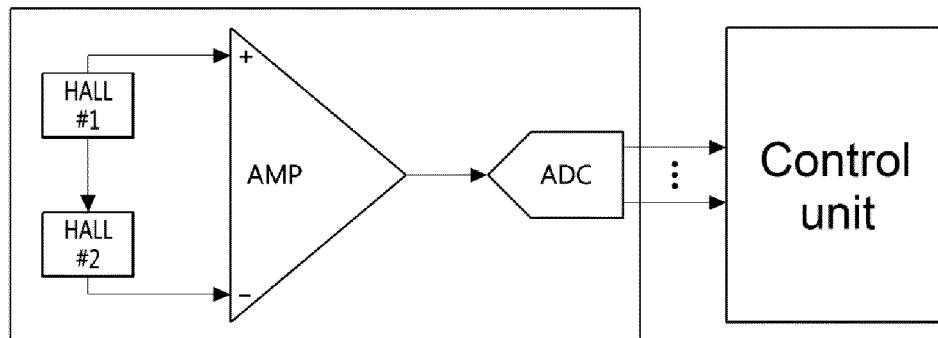 HALL
#1
+
AMP
HALL
#2
−
ADC
Control
unit